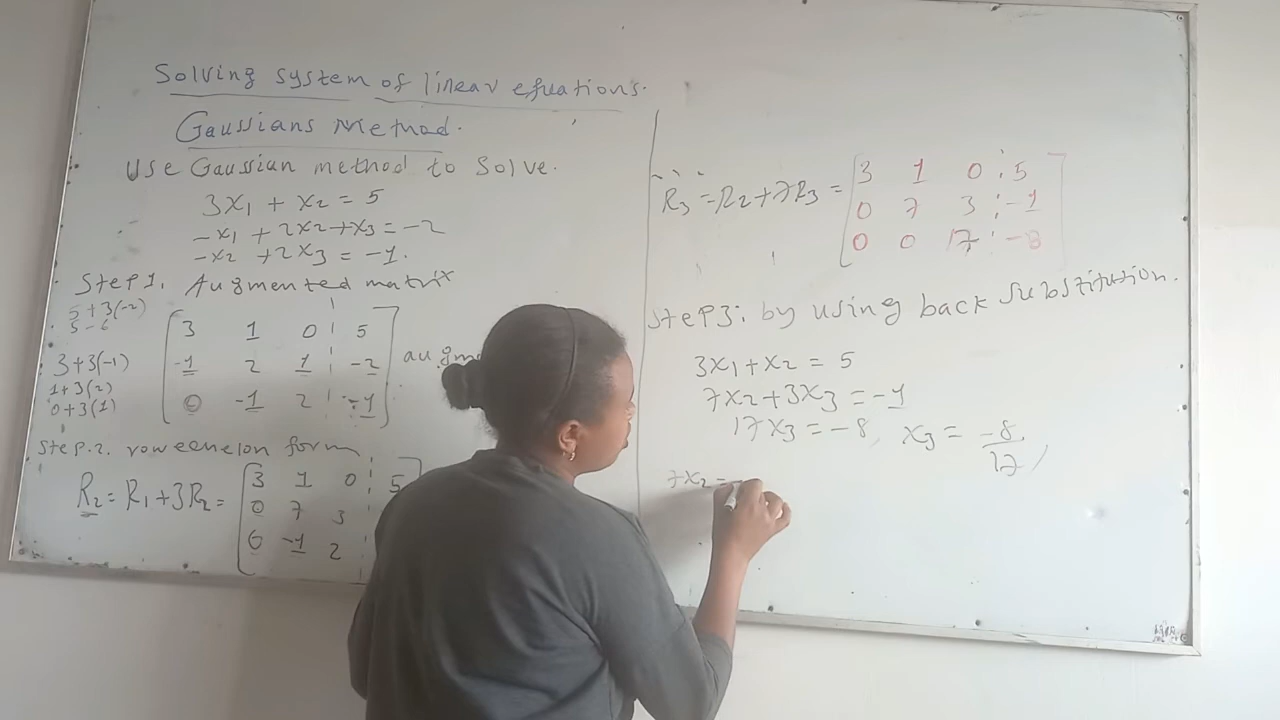 Solving system of linear equations.
Gaussians Method.
Use Gaussian method to solve.
3x1 + x2 = 5
-x1 + 2x2 + x3 = -2
-x2 + 2x3 = -1.
Step 1. Augmented matrix
5 + 3(-2)
5 - 6
3+3(-1)
1+3(2)
0+3(1)
3 1 0 ¦ 5
-1 2 1 ¦ -2
0 -1 2 ¦ -1
augm
Step.2. row echelon form
R2 = R1 + 3R2 =
3 1 0 ¦ 5
0 7 3
0 -1 2
R3 = R2 + 7R3 =
3 1 0 : 5
0 7 3 : -1
0 0 17 : -8
Step3: by using back substitution.
3x1 + x2 = 5
7x2 + 3x3 = -1
17x3 = -8, x3 = -8/17
7x2 =